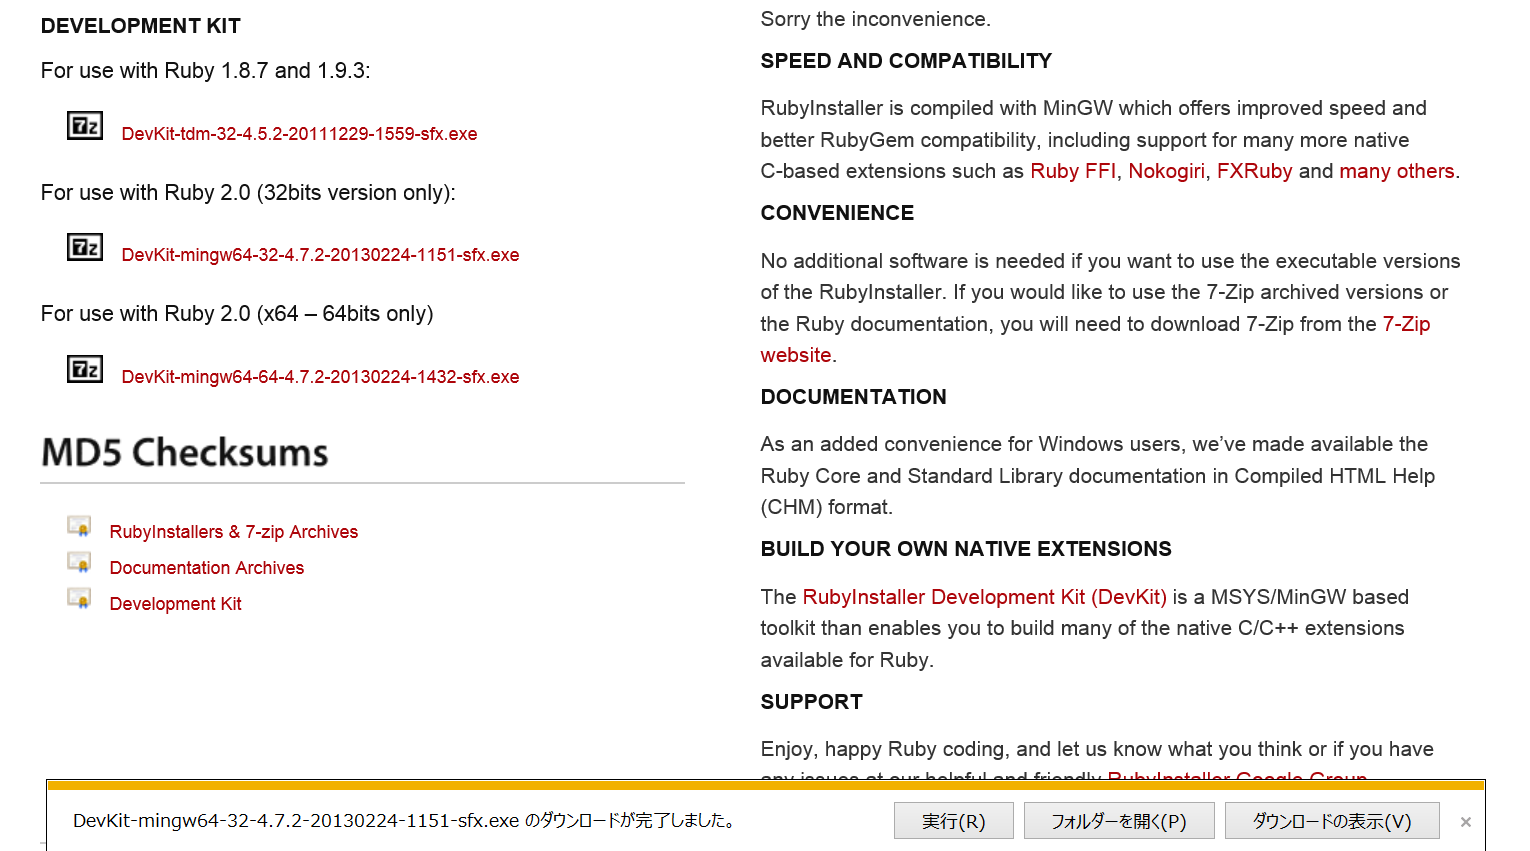 DEVELOPMENT KIT
For use with Ruby 1.8.7 and 1.9.3:
7z
DevKit-tdm-32-4.5.2-20111229-1559-sfx.exe
For use with Ruby 2.0 (32bits version only):
7z
DevKit-mingw64-32-4.7.2-20130224-1151-sfx.exe
For use with Ruby 2.0 (x64 – 64bits only)
7z
DevKit-mingw64-64-4.7.2-20130224-1432-sfx.exe
MD5 Checksums
RubyInstallers & 7-zip Archives
Documentation Archives
Development Kit
Sorry the inconvenience.
SPEED AND COMPATIBILITY
RubyInstaller is compiled with MinGW which offers improved speed and
better RubyGem compatibility, including support for many more native
C-based extensions such as Ruby FFI, Nokogiri, FXRuby and many others.
CONVENIENCE
No additional software is needed if you want to use the executable versions
of the RubyInstaller. If you would like to use the 7-Zip archived versions or
the Ruby documentation, you will need to download 7-Zip from the 7-Zip
website.
DOCUMENTATION
As an added convenience for Windows users, we’ve made available the
Ruby Core and Standard Library documentation in Compiled HTML Help
(CHM) format.
BUILD YOUR OWN NATIVE EXTENSIONS
The RubyInstaller Development Kit (DevKit) is a MSYS/MinGW based
toolkit than enables you to build many of the native C/C++ extensions
available for Ruby.
SUPPORT
Enjoy, happy Ruby coding, and let us know what you think or if you have
any issues at our helpful and friendly RubyInstaller Google Group.
DevKit-mingw64-32-4.7.2-20130224-1151-sfx.exe のダウンロードが完了しました。
実行(R)
フォルダーを開く(P)
ダウンロードの表示(V)
×